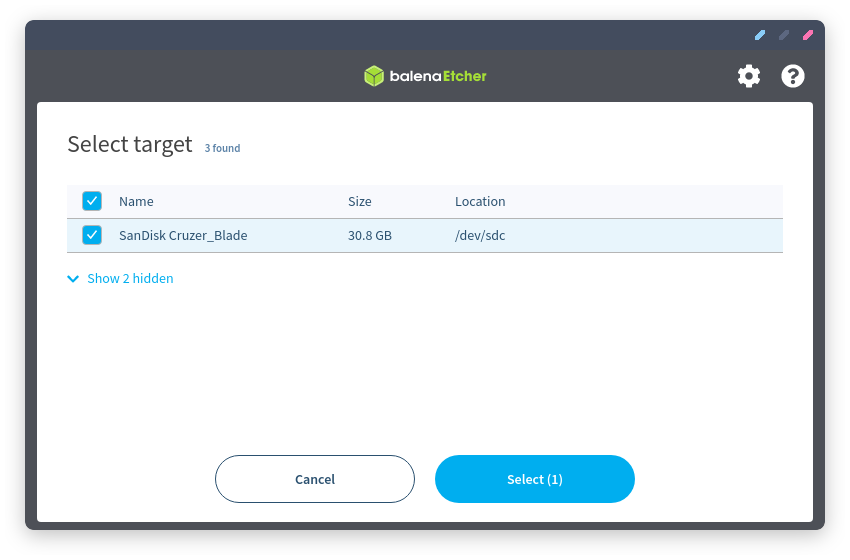 balenaEtcher
Select target 3 found
Name Size Location
SanDisk Cruzer_Blade 30.8 GB /dev/sdc
Show 2 hidden
Cancel Select (1)